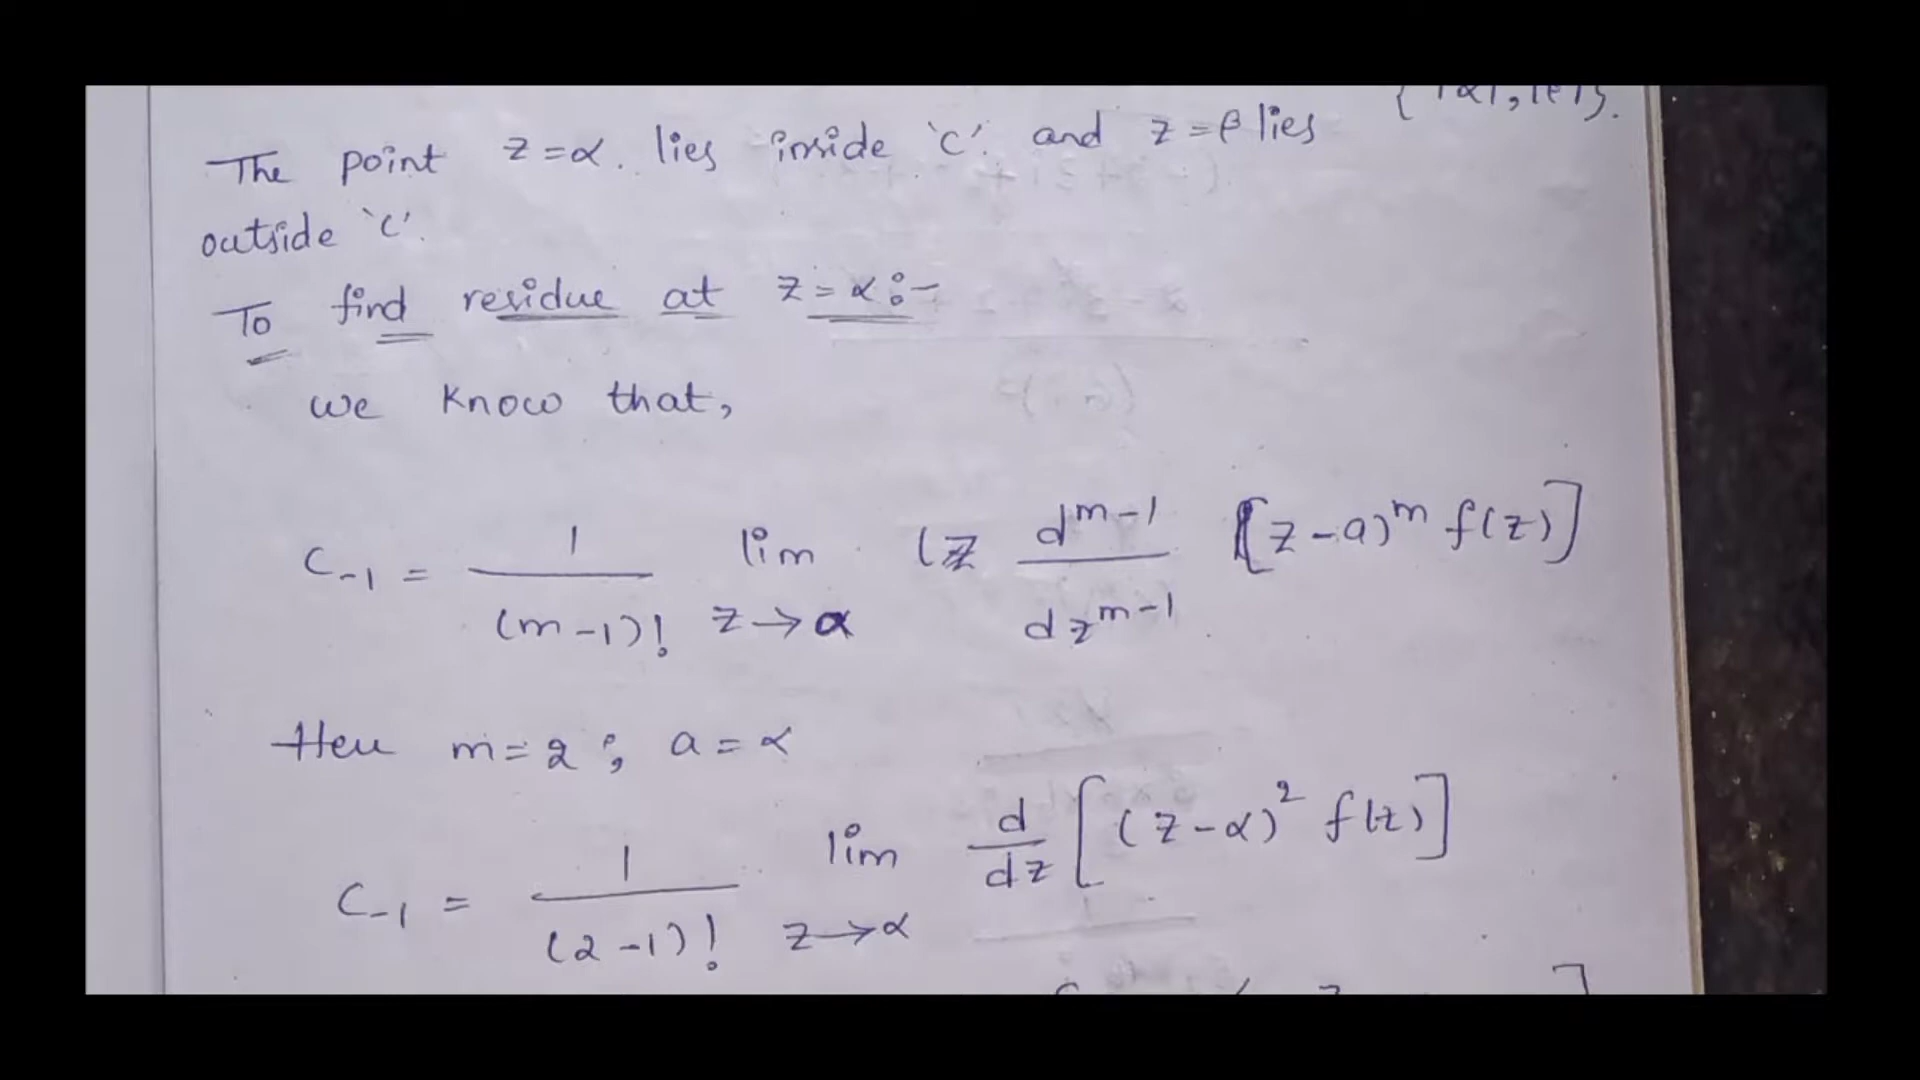 { |α|, |β| }.
The point z=α. lies inside 'c'. and z=β lies
outside 'c'.
To find residue at z=α:-
we know that,
C₋₁ = 1/(m-1)! lim z→α d^(m-1)/dz^(m-1) [z-a)^m f(z)]
Here m=2; a=α
C₋₁ = 1/(2-1)! lim z→α d/dz [(z-α)² f(z)]